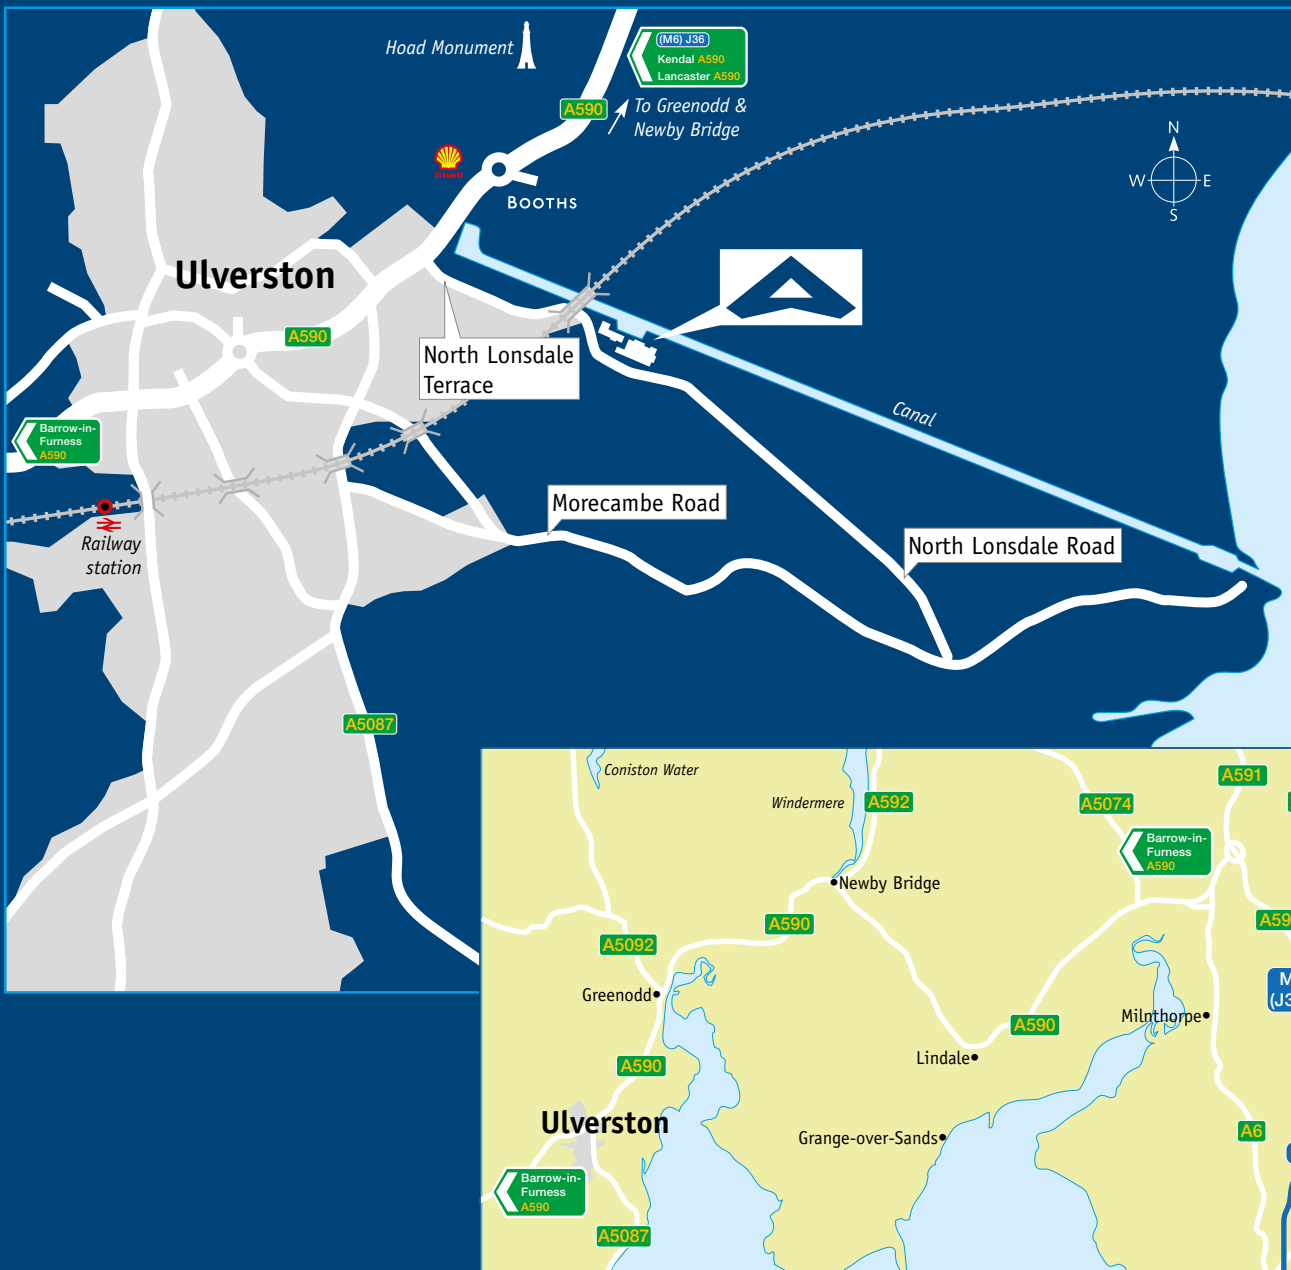 Hoad Monument
(M6) J36
Kendal A590
Lancaster A590
A590
To Greenodd &
Newby Bridge
N
W E
S
Shell
BOOTHS
Ulverston
A590
North Lonsdale
Terrace
Canal
Barrow-in-
Furness
A590
Morecambe Road
Railway
station
North Lonsdale Road
A5087
Coniston Water
Windermere
A592
A5074
A591
Barrow-in-
Furness
A590
Newby Bridge
A590
A59
A5092
Greenodd
M
(J3
Milnthorpe
A590
Lindale
A590
Ulverston
Grange-over-Sands
A6
Barrow-in-
Furness
A590
A5087